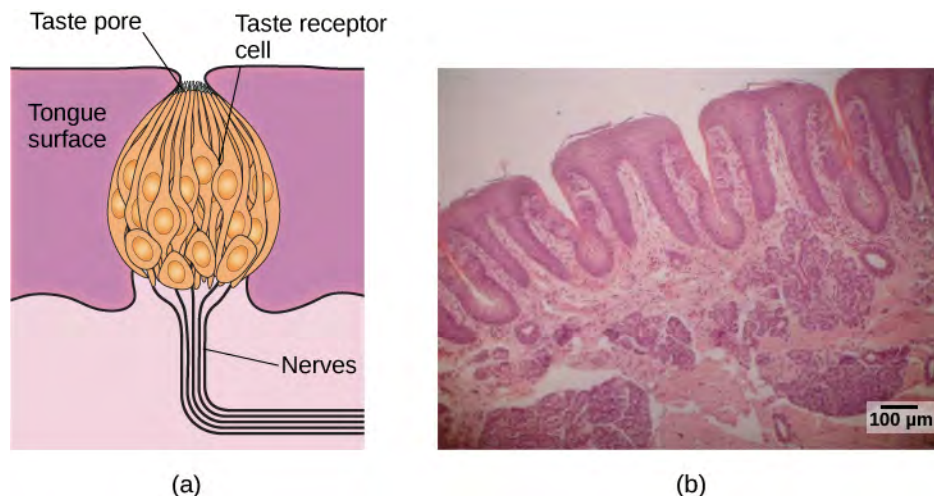 Taste pore
Taste receptor
cell
Tongue
surface
Nerves
100 µm
(a)
(b)